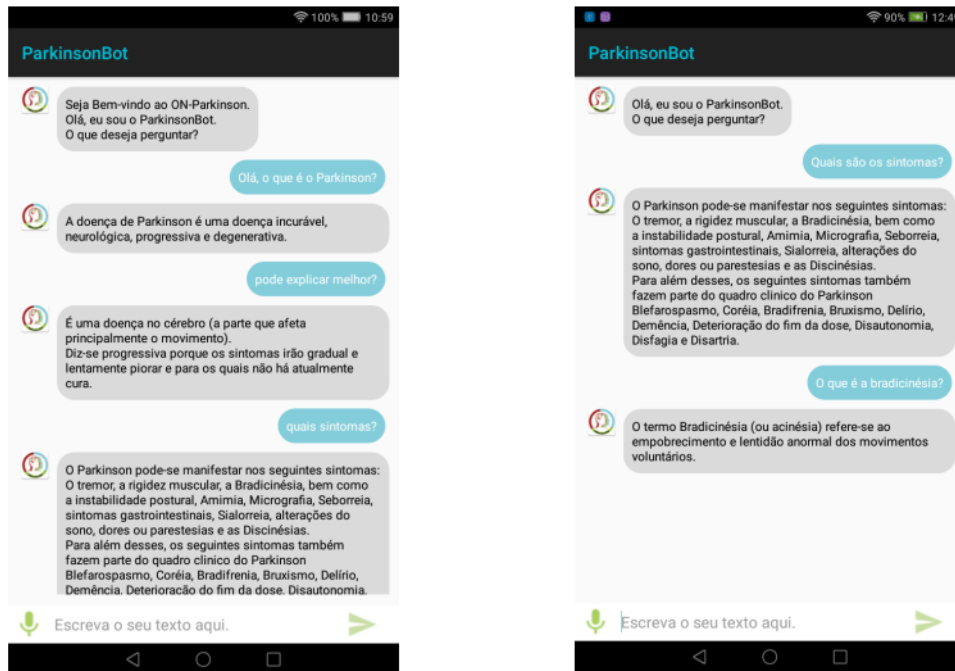 100% 10:59
ParkinsonBot
Seja Bem-vindo ao ON-Parkinson.
Olá, eu sou o ParkinsonBot.
O que deseja perguntar?
Olá, o que é o Parkinson?
A doença de Parkinson é uma doença incurável,
neurológica, progressiva e degenerativa.
pode explicar melhor?
É uma doença no cérebro (a parte que afeta
principalmente o movimento).
Diz-se progressiva porque os sintomas irão gradual e
lentamente piorar e para os quais não há atualmente
cura.
quais sintomas?
O Parkinson pode-se manifestar nos seguintes sintomas:
O tremor, a rigidez muscular, a Bradicinésia, bem como
a instabilidade postural, Amimia, Micrografia, Seborreia,
sintomas gastrointestinais, Sialorreia, alterações do
sono, dores ou parestesias e as Discinésias.
Para além desses, os seguintes sintomas também
fazem parte do quadro clinico do Parkinson
Blefarospasmo, Coréia, Bradifrenia, Bruxismo, Delírio,
Demência, Deterioração do fim da dose, Disautonomia,
Escreva o seu texto aqui.
90% 12:49
ParkinsonBot
Olá, eu sou o ParkinsonBot.
O que deseja perguntar?
Quais são os sintomas?
O Parkinson pode-se manifestar nos seguintes sintomas:
O tremor, a rigidez muscular, a Bradicinésia, bem como
a instabilidade postural, Amimia, Micrografia, Seborreia,
sintomas gastrointestinais, Sialorreia, alterações do
sono, dores ou parestesias e as Discinésias.
Para além desses, os seguintes sintomas também
fazem parte do quadro clinico do Parkinson
Blefarospasmo, Coréia, Bradifrenia, Bruxismo, Delírio,
Demência, Deterioração do fim da dose, Disautonomia,
Disfagia e Disartria.
O que é a bradicinésia?
O termo Bradicinésia (ou acinésia) refere-se ao
empobrecimento e lentidão anormal dos movimentos
voluntários.
Escreva o seu texto aqui.